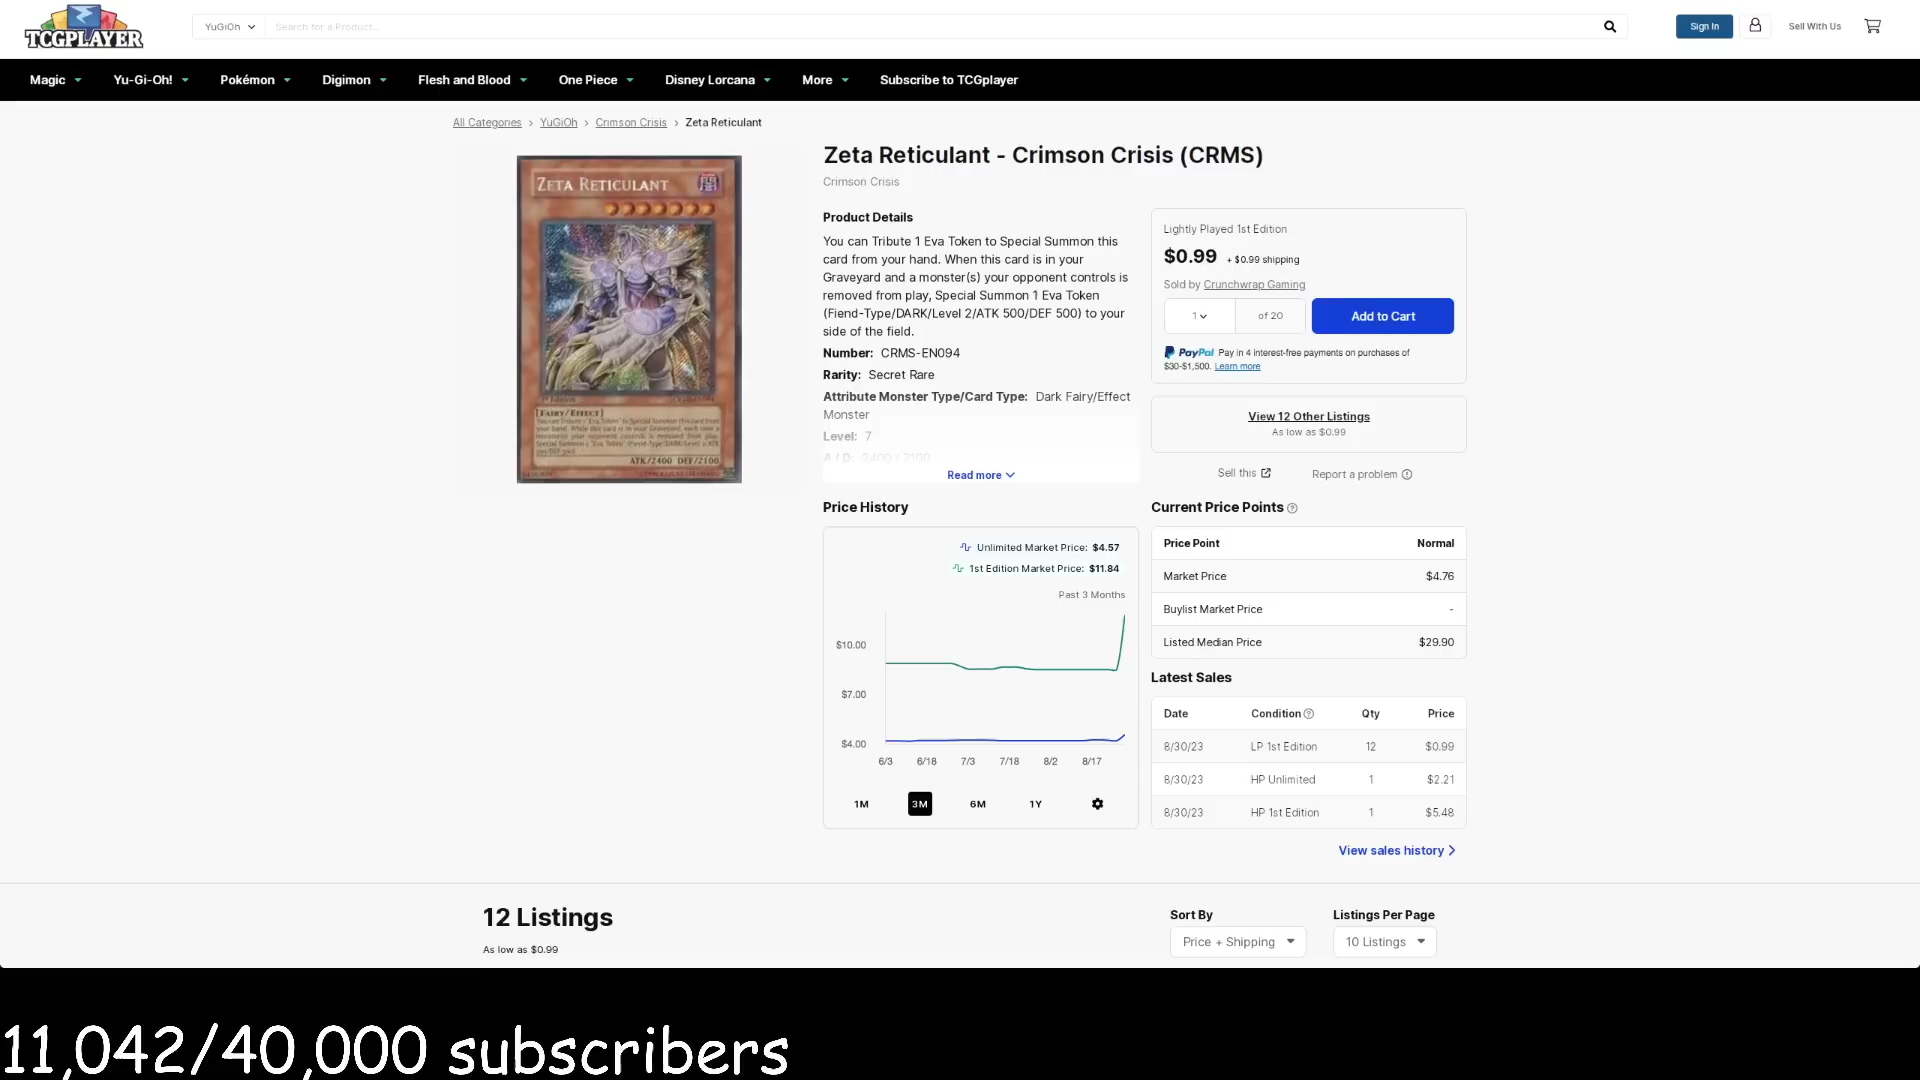 TCGPLAYER
YuGiOh
Search for a Product...
Sign In
Sell With Us
Magic
Yu-Gi-Oh!
Pokémon
Digimon
Flesh and Blood
One Piece
Disney Lorcana
More
Subscribe to TCGplayer
All Categories › YuGiOh › Crimson Crisis › Zeta Reticulant
ZETA RETICULANT
1st Edition
[FAIRY/EFFECT]
ATK/2400 DEF/2100
Zeta Reticulant - Crimson Crisis (CRMS)
Crimson Crisis
Product Details
You can Tribute 1 Eva Token to Special Summon this
card from your hand. When this card is in your
Graveyard and a monster(s) your opponent controls is
removed from play, Special Summon 1 Eva Token
(Fiend-Type/DARK/Level 2/ATK 500/DEF 500) to your
side of the field.
Number: CRMS-EN094
Rarity: Secret Rare
Attribute Monster Type/Card Type: Dark Fairy/Effect
Monster
Level: 7
A / D: 2400 / 2100
Read more
Lightly Played 1st Edition
$0.99 + $0.99 shipping
Sold by Crunchwrap Gaming
1
of 20
Add to Cart
PayPal Pay in 4 interest-free payments on purchases of
$30-$1,500. Learn more
View 12 Other Listings
As low as $0.99
Sell this
Report a problem
Price History
Unlimited Market Price: $4.57
1st Edition Market Price: $11.84
Past 3 Months
$10.00
$7.00
$4.00
6/3 6/18 7/3 7/18 8/2 8/17
1M 3M 6M 1Y
Current Price Points
Price Point Normal
Market Price $4.76
Buylist Market Price -
Listed Median Price $29.90
Latest Sales
Date Condition Qty Price
8/30/23 LP 1st Edition 12 $0.99
8/30/23 HP Unlimited 1 $2.21
8/30/23 HP 1st Edition 1 $5.48
View sales history
12 Listings
As low as $0.99
Sort By
Price + Shipping
Listings Per Page
10 Listings
11,042/40,000 subscribers